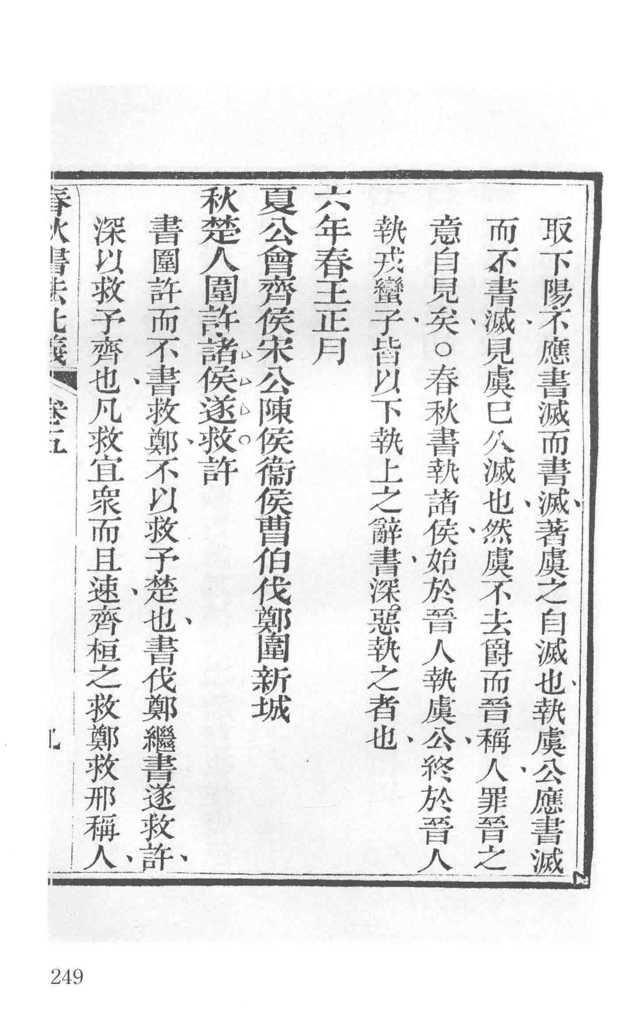 取下陽不應書滅而書滅著虞之自滅也執虞公應書滅
而不書滅見虞巳久滅也然虞不去爵而晉稱人罪晉之
意自見矣○春秋書執諸侯始於晉人執虞公終於晉人
執戎蠻子皆以下執上之辭書深惡執之者也
六年春王正月
夏公會齊侯宋公陳侯衞侯曹伯伐鄭圍新城
秋楚人圍許諸侯遂救許
書圍許而不書救鄭不以救予楚也書伐鄭繼書遂救許
深以救予齊也凡救宜衆而且速齊桓之救鄭救邢稱人
春秋書法比義 卷五 九
249